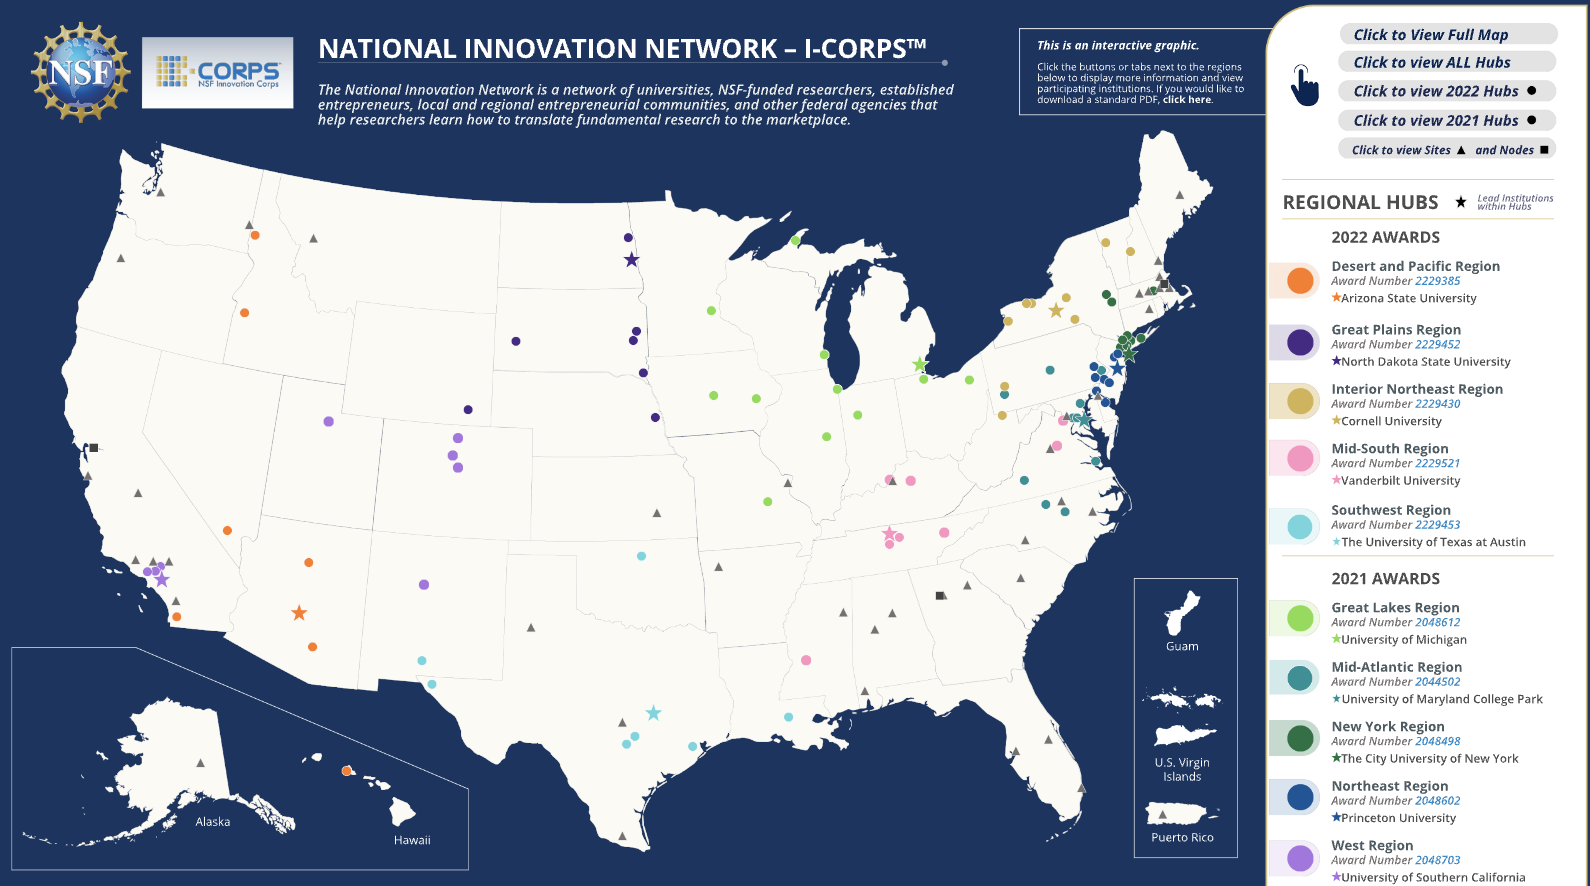 NSF
I-CORPS™
NSF Innovation Corps
NATIONAL INNOVATION NETWORK – I-CORPS™
The National Innovation Network is a network of universities, NSF-funded researchers, established
entrepreneurs, local and regional entrepreneurial communities, and other federal agencies that
help researchers learn how to translate fundamental research to the marketplace.
This is an interactive graphic.
Click the buttons or tabs next to the regions
below to display more information and view
participating institutions. If you would like to
download a standard PDF, click here.
Click to View Full Map
Click to view ALL Hubs
Click to view 2022 Hubs
Click to view 2021 Hubs
Click to view Sites and Nodes
REGIONAL HUBS
Lead Institutions
within Hubs
2022 AWARDS
Desert and Pacific Region
Award Number 2229385
Arizona State University
Great Plains Region
Award Number 2229452
North Dakota State University
Interior Northeast Region
Award Number 2229430
Cornell University
Mid-South Region
Award Number 2229521
Vanderbilt University
Southwest Region
Award Number 2229453
The University of Texas at Austin
2021 AWARDS
Great Lakes Region
Award Number 2048612
University of Michigan
Mid-Atlantic Region
Award Number 2044502
University of Maryland College Park
New York Region
Award Number 2048498
The City University of New York
Northeast Region
Award Number 2048602
Princeton University
West Region
Award Number 2048703
University of Southern California
Guam
U.S. Virgin
Islands
Puerto Rico
Alaska
Hawaii